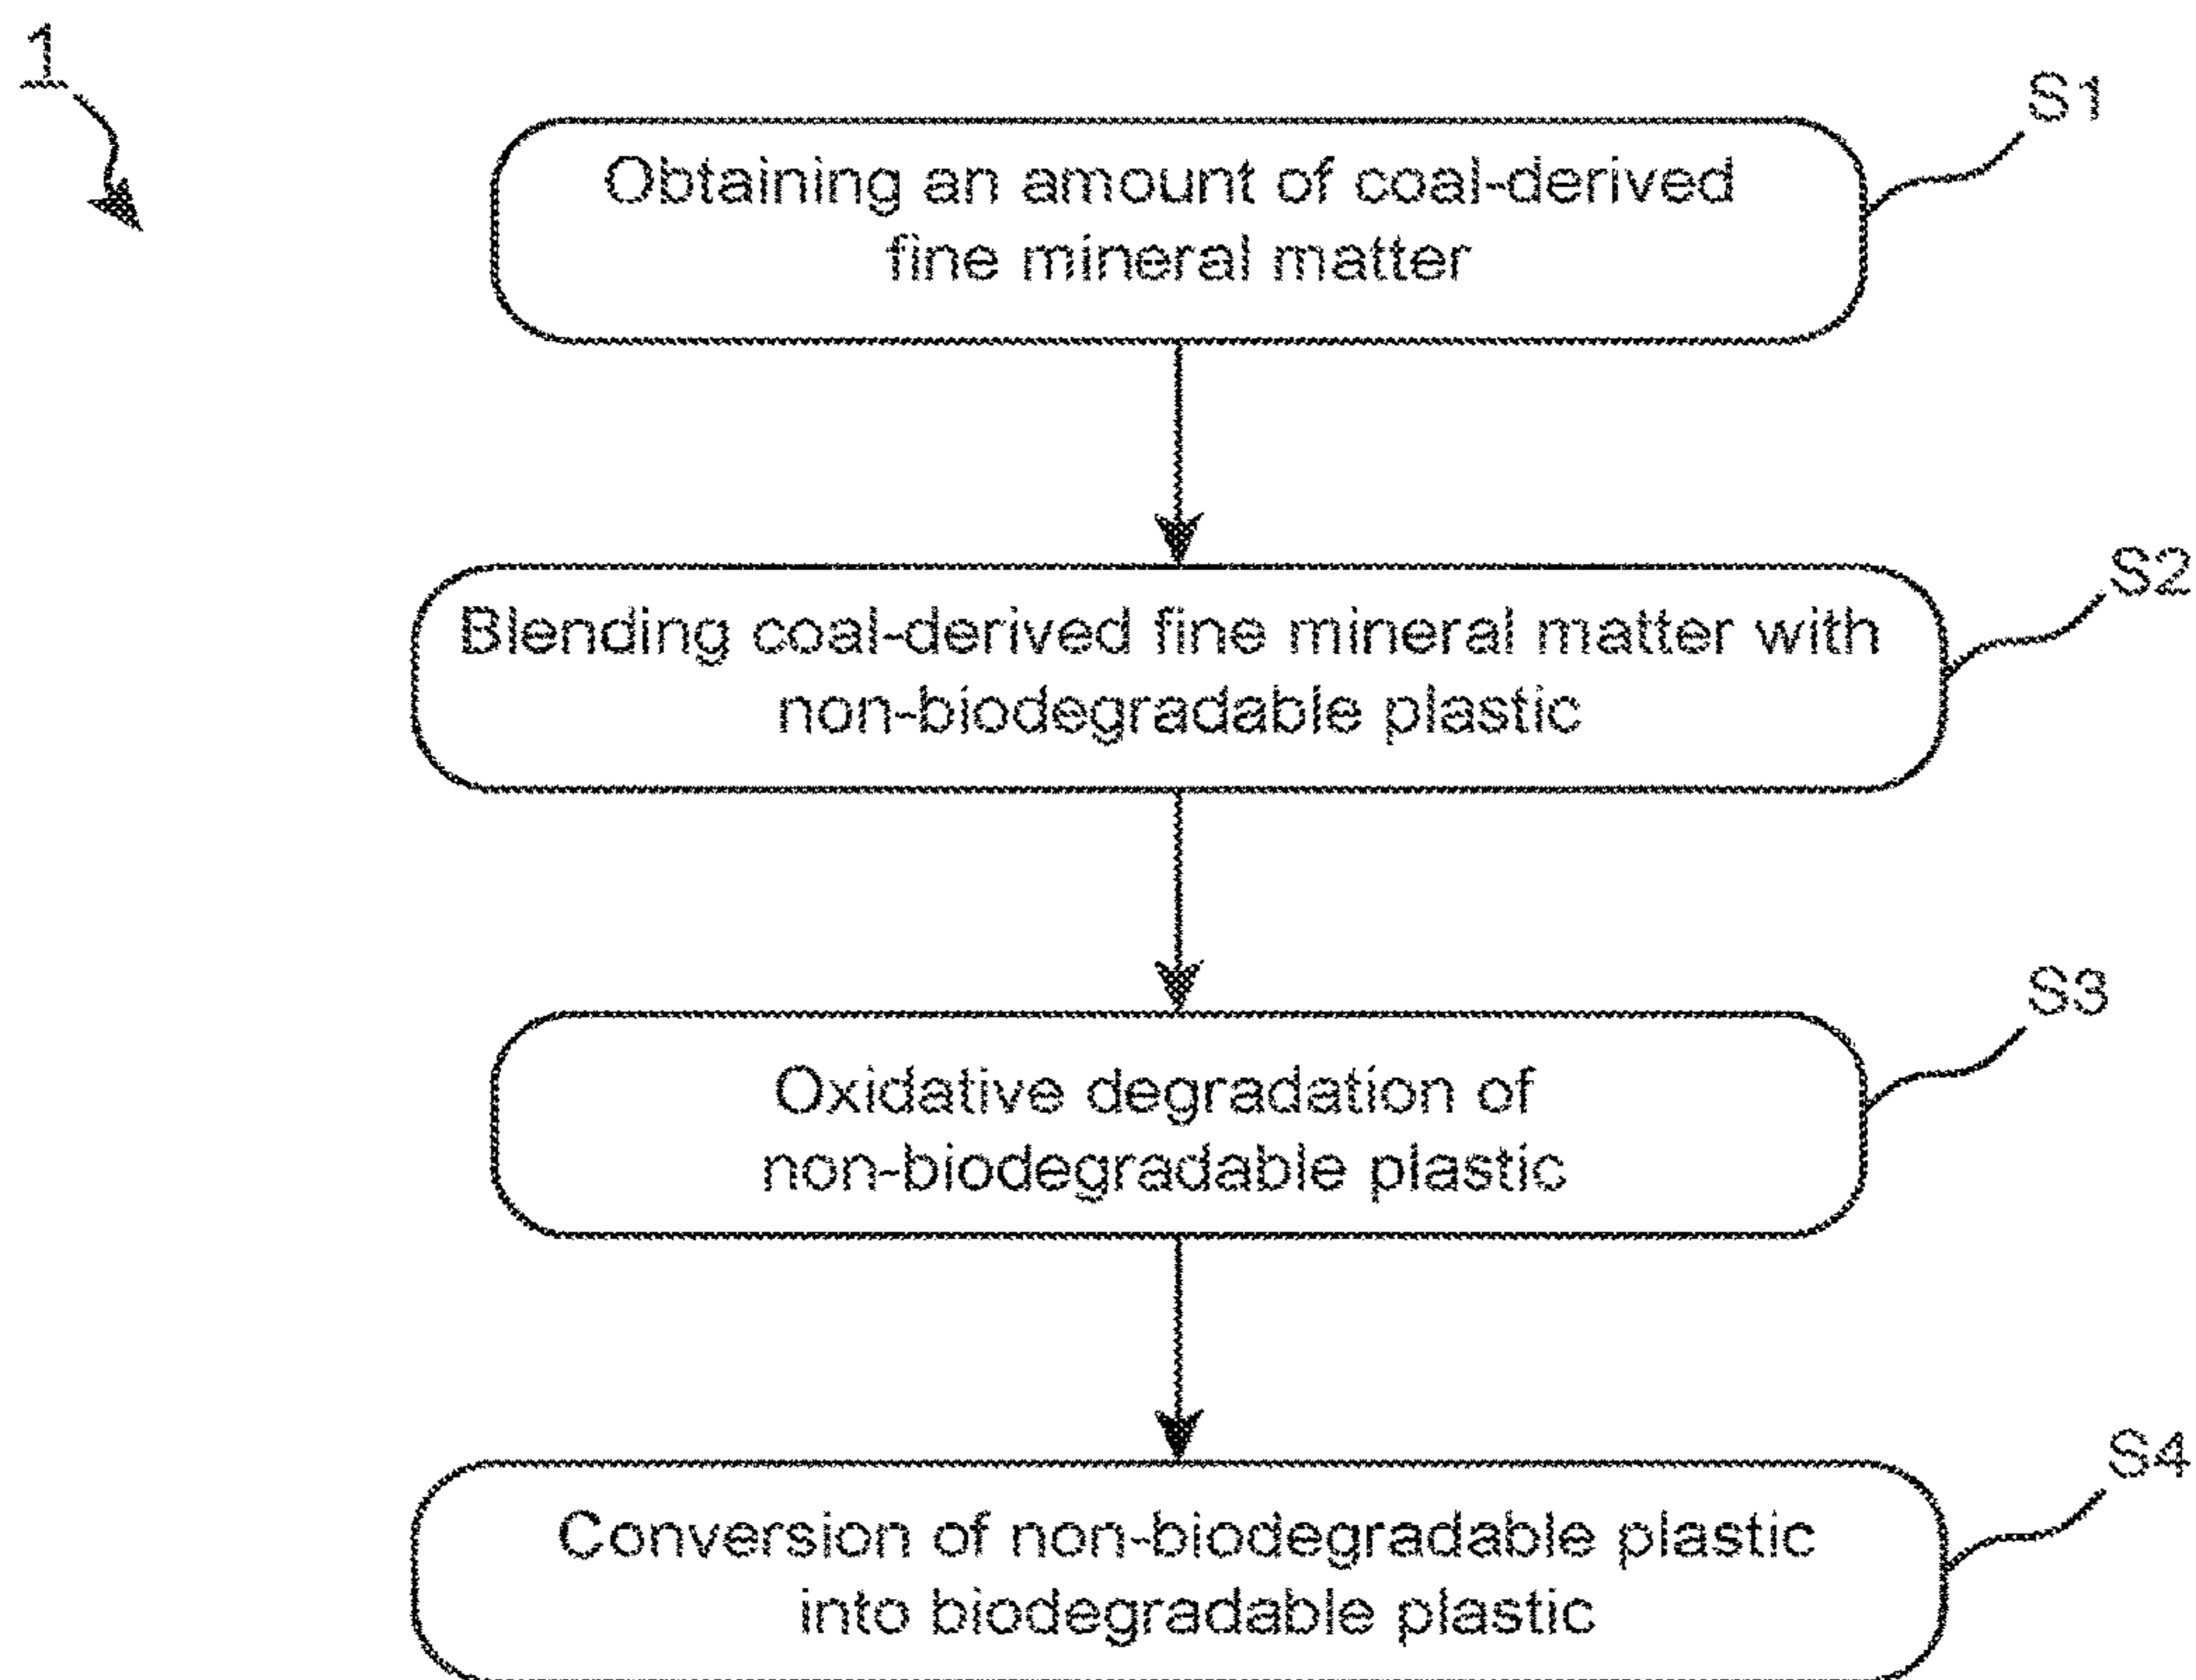 1
S1
Obtaining an amount of coal-derived
fine mineral matter
S2
Blending coal-derived fine mineral matter with
non-biodegradable plastic
S3
Oxidative degradation of
non-biodegradable plastic
S4
Conversion of non-biodegradable plastic
into biodegradable plastic